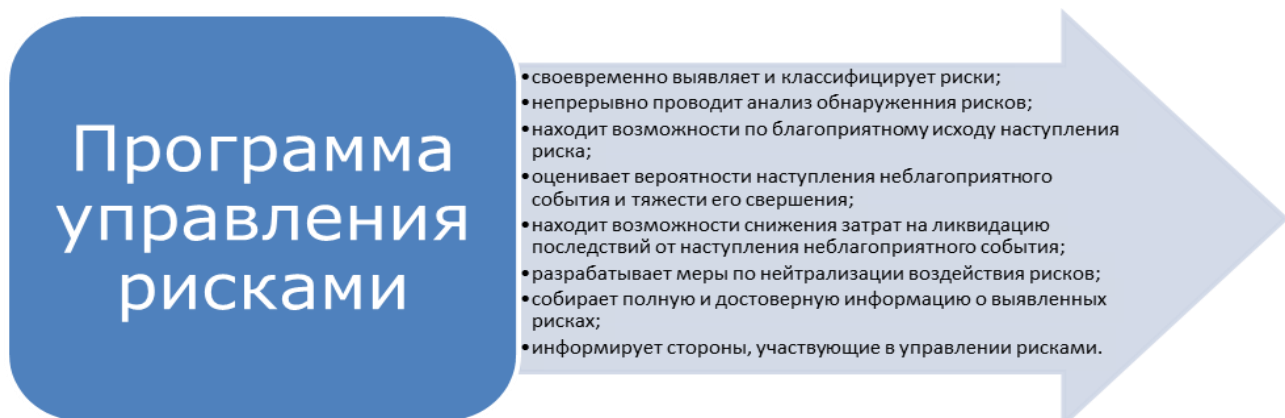 Программа
управления
рисками
•своевременно выявляет и классифицирует риски;
•непрерывно проводит анализ обнаруженния рисков;
•находит возможности по благоприятному исходу наступления
риска;
•оценивает вероятности наступления неблагоприятного
события и тяжести его свершения;
•находит возможности снижения затрат на ликвидацию
последствий от наступления неблагоприятного события;
•разрабатывает меры по нейтрализации воздействия рисков;
•собирает полную и достоверную информацию о выявленных
рисках;
•информирует стороны, участвующие в управлении рисками.